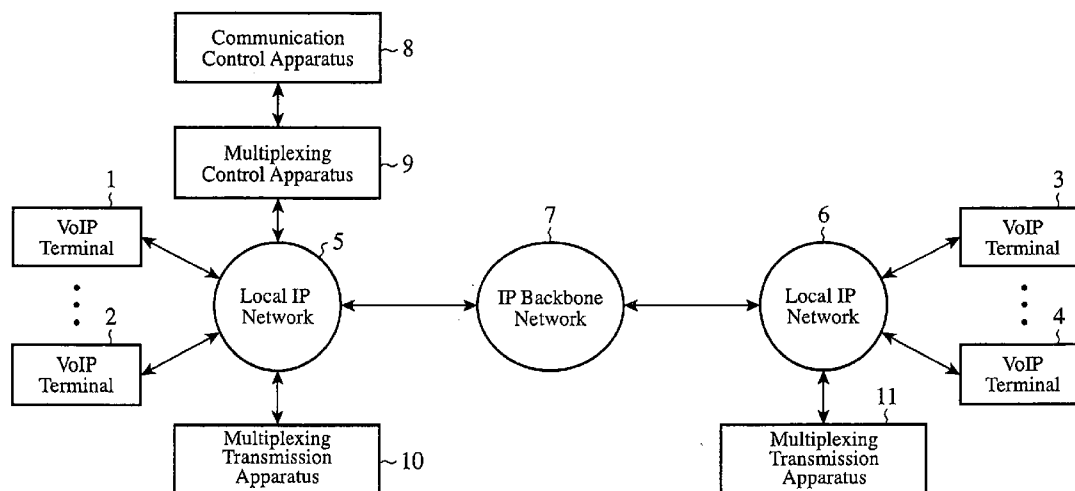 Communication
Control Apparatus
8
Multiplexing
Control Apparatus
9
1
VoIP
Terminal
2
VoIP
Terminal
5
Local IP
Network
7
IP Backbone
Network
6
Local IP
Network
3
VoIP
Terminal
4
VoIP
Terminal
Multiplexing
Transmission
Apparatus
10
11
Multiplexing
Transmission
Apparatus